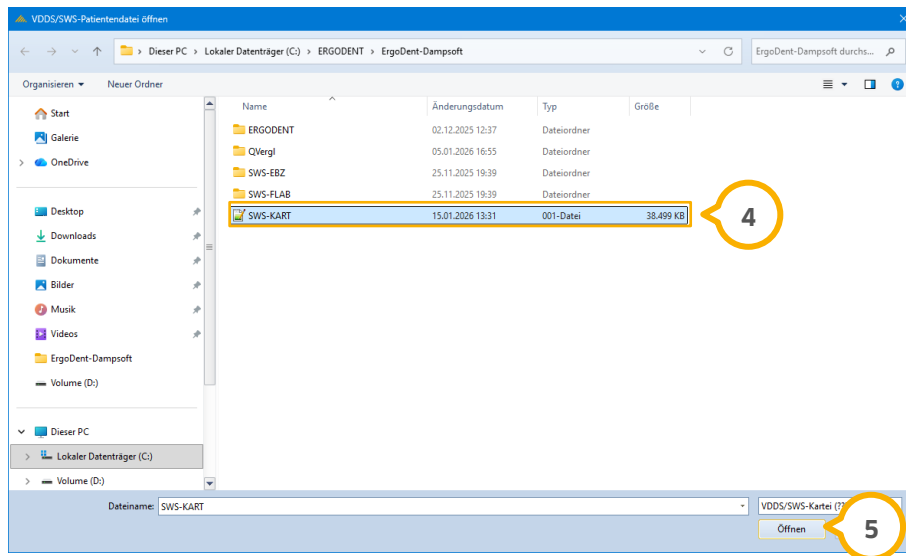 VDDS/SWS-Patientendatei öffnen
Dieser PC > Lokaler Datenträger (C:) > ERGODENT > ErgoDent-Dampsoft
ErgoDent-Dampsoft durchs...
Organisieren Neuer Ordner
Start
Galerie
OneDrive
Desktop
Downloads
Dokumente
Bilder
Musik
Videos
ErgoDent-Dampsoft
Volume (D:)
Dieser PC
Lokaler Datenträger (C:)
Volume (D:)
Name Änderungsdatum Typ Größe
ERGODENT 02.12.2025 12:37 Dateiordner
QVergl 05.01.2026 16:55 Dateiordner
SWS-EBZ 25.11.2025 19:39 Dateiordner
SWS-FLAB 25.11.2025 19:39 Dateiordner
SWS-KART 15.01.2026 13:31 001-Datei 38.499 KB
4
Dateiname: SWS-KART
VDDS/SWS-Kartei
Öffnen
5